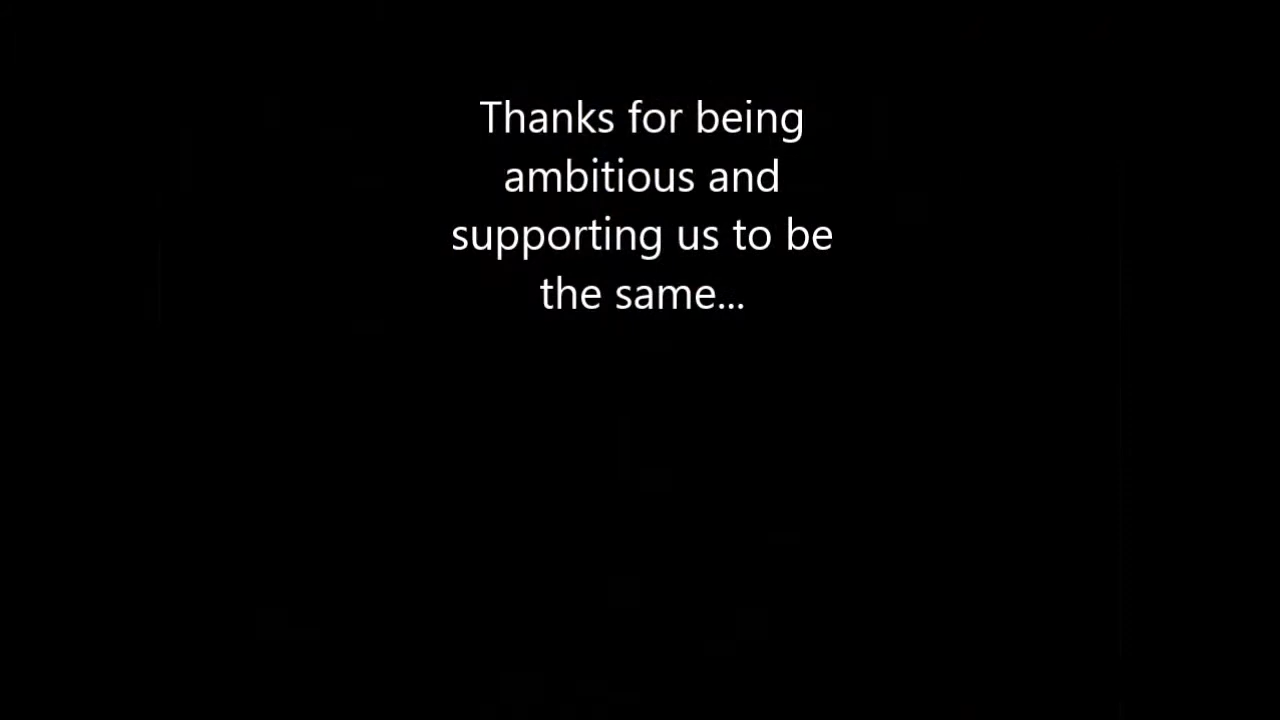 Thanks for being
ambitious and
supporting us to be
the same...